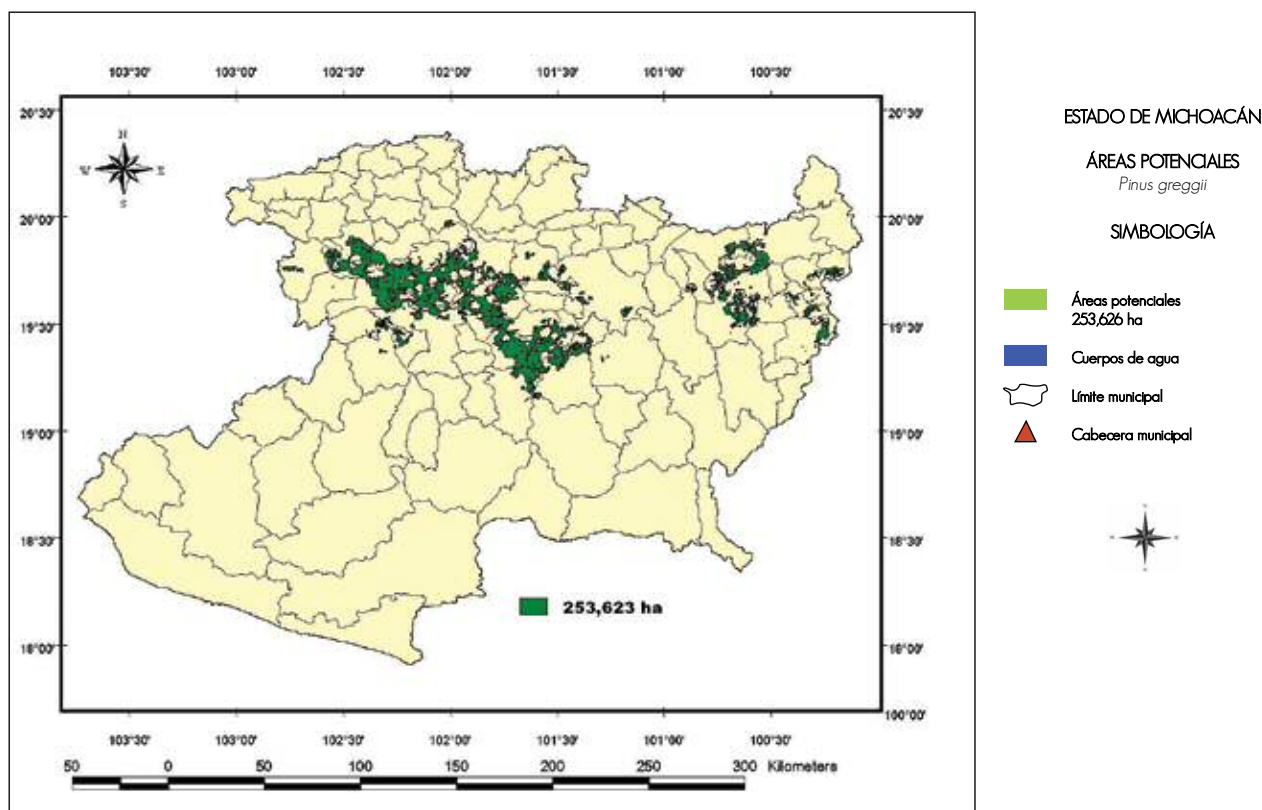 103°30' 103°00' 102°30' 102°00' 101°30' 101°00' 100°30'
20°30' 20°30'
N
W E
S
20°00' 20°00'
19°30' 19°30'
19°00' 19°00'
18°30' 18°30'
253,623 ha
18°00' 18°00'
100°00'
103°30' 103°00' 102°30' 102°00' 101°30' 101°00' 100°30'
50 0 50 100 150 200 250 300 Kilometers
ESTADO DE MICHOACÁN
ÁREAS POTENCIALES
Pinus greggii
SIMBOLOGÍA
Áreas potenciales
253,626 ha
Cuerpos de agua
Límite municipal
Cabecera municipal